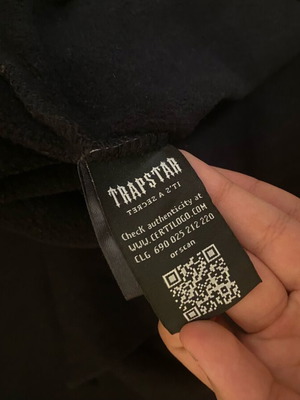 TRAPSTAR
IT'S A SECRET
Check authenticity at
WWW.CERTILOGO.COM
CLG 690 025 212 220
or scan